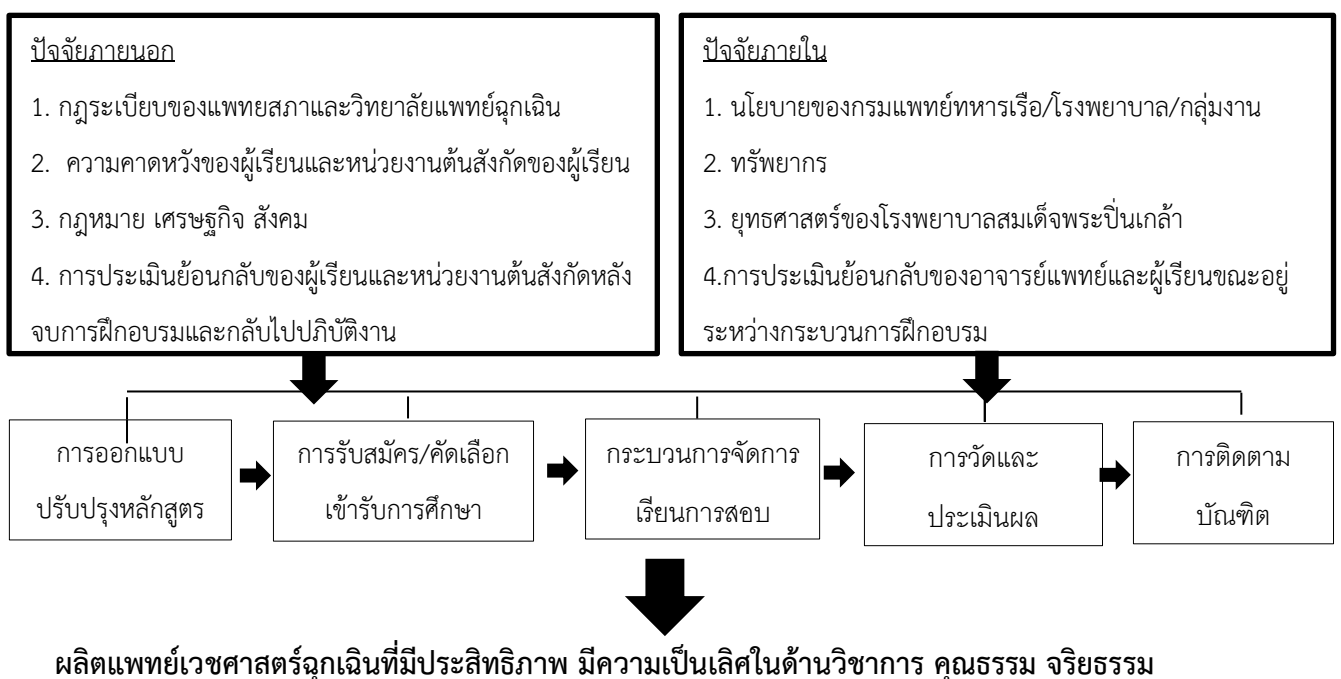 ปัจจัยภายนอก
1. กฎระเบียบของแพทยสภาและวิทยาลัยแพทย์ฉุกเฉิน
2. ความคาดหวังของผู้เรียนและหน่วยงานต้นสังกัดของผู้เรียน
3. กฎหมาย เศรษฐกิจ สังคม
4. การประเมินย้อนกลับของผู้เรียนและหน่วยงานต้นสังกัดหลัง
จบการฝึกอบรมและกลับไปปฏิบัติงาน
ปัจจัยภายใน
1. นโยบายของกรมแพทย์ทหารเรือ/โรงพยาบาล/กลุ่มงาน
2. ทรัพยากร
3. ยุทธศาสตร์ของโรงพยาบาลสมเด็จพระปิ่นเกล้า
4.การประเมินย้อนกลับของอาจารย์แพทย์และผู้เรียนขณะอยู่
ระหว่างกระบวนการฝึกอบรม
การออกแบบ
ปรับปรุงหลักสูตร
การรับสมัคร/คัดเลือก
เข้ารับการศึกษา
กระบวนการจัดการ
เรียนการสอบ
การวัดและ
ประเมินผล
การติดตาม
บัณฑิต
ผลิตแพทย์เวชศาสตร์ฉุกเฉินที่มีประสิทธิภาพ มีความเป็นเลิศในด้านวิชาการ คุณธรรม จริยธรรม